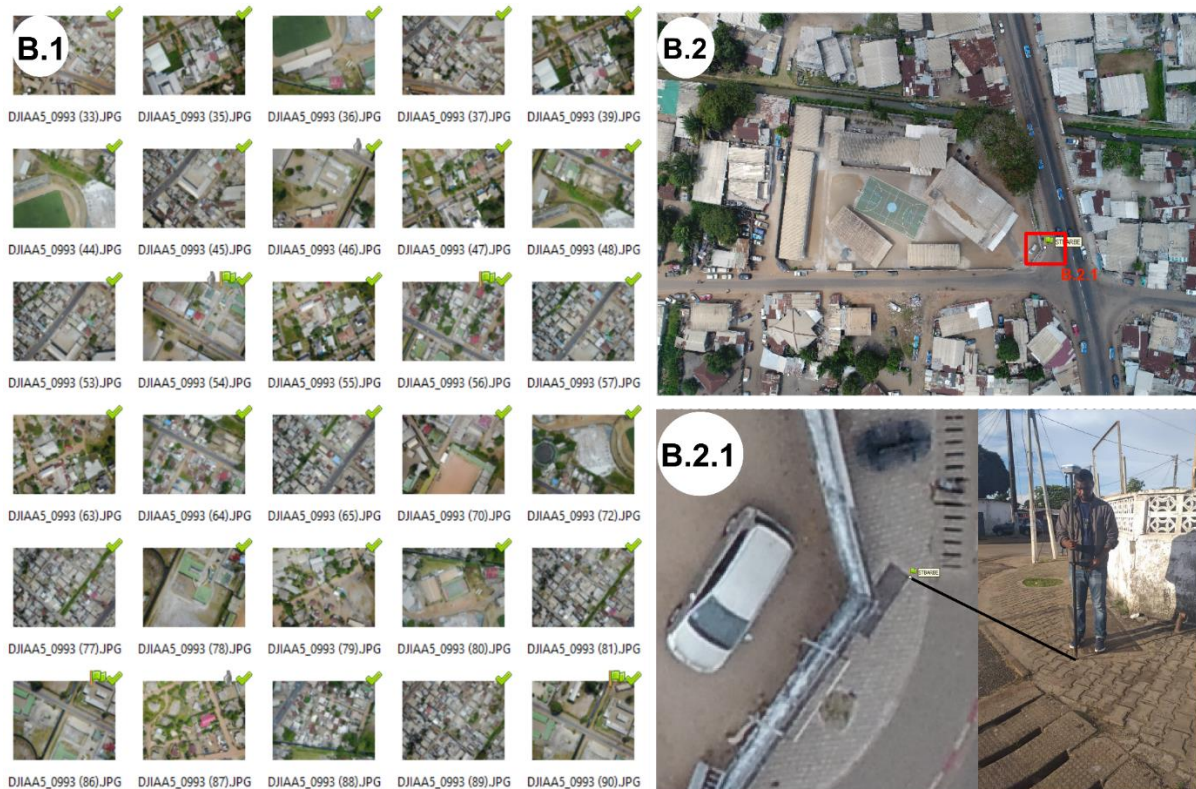 B.1
DJIAA5_0993 (33).JPG DJIAA5_0993 (35).JPG DJIAA5_0993 (36).JPG DJIAA5_0993 (37).JPG DJIAA5_0993 (39).JPG
DJIAA5_0993 (44).JPG DJIAA5_0993 (45).JPG DJIAA5_0993 (46).JPG DJIAA5_0993 (47).JPG DJIAA5_0993 (48).JPG
DJIAA5_0993 (53).JPG DJIAA5_0993 (54).JPG DJIAA5_0993 (55).JPG DJIAA5_0993 (56).JPG DJIAA5_0993 (57).JPG
DJIAA5_0993 (63).JPG DJIAA5_0993 (64).JPG DJIAA5_0993 (65).JPG DJIAA5_0993 (70).JPG DJIAA5_0993 (72).JPG
DJIAA5_0993 (77).JPG DJIAA5_0993 (78).JPG DJIAA5_0993 (79).JPG DJIAA5_0993 (80).JPG DJIAA5_0993 (81).JPG
DJIAA5_0993 (86).JPG DJIAA5_0993 (87).JPG DJIAA5_0993 (88).JPG DJIAA5_0993 (89).JPG DJIAA5_0993 (90).JPG
B.2
STBARBE
B.2.1
B.2.1
STBARBE